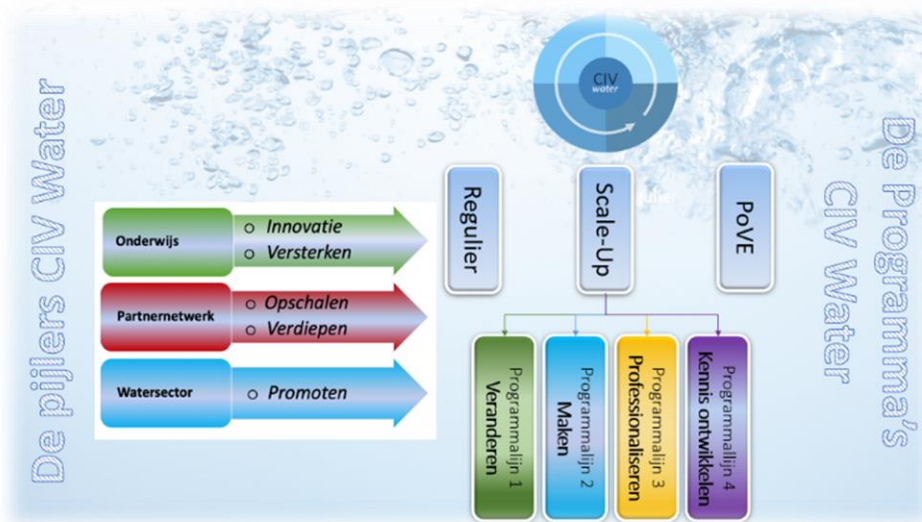 De pijlers CIV Water
Onderwijs
o Innovatie
o Versterken
Partnernetwerk
o Opschalen
o Verdiepen
Watersector
o Promoten
CIV
water
De Programma's
CIV Water
Regulier
Scale-Up
PoVE
Programmalijn 1
Veranderen
Programmalijn 2
Maken
Programmalijn 3
Professionaliseren
Programmallijn 4
Kennis ontwikkelen